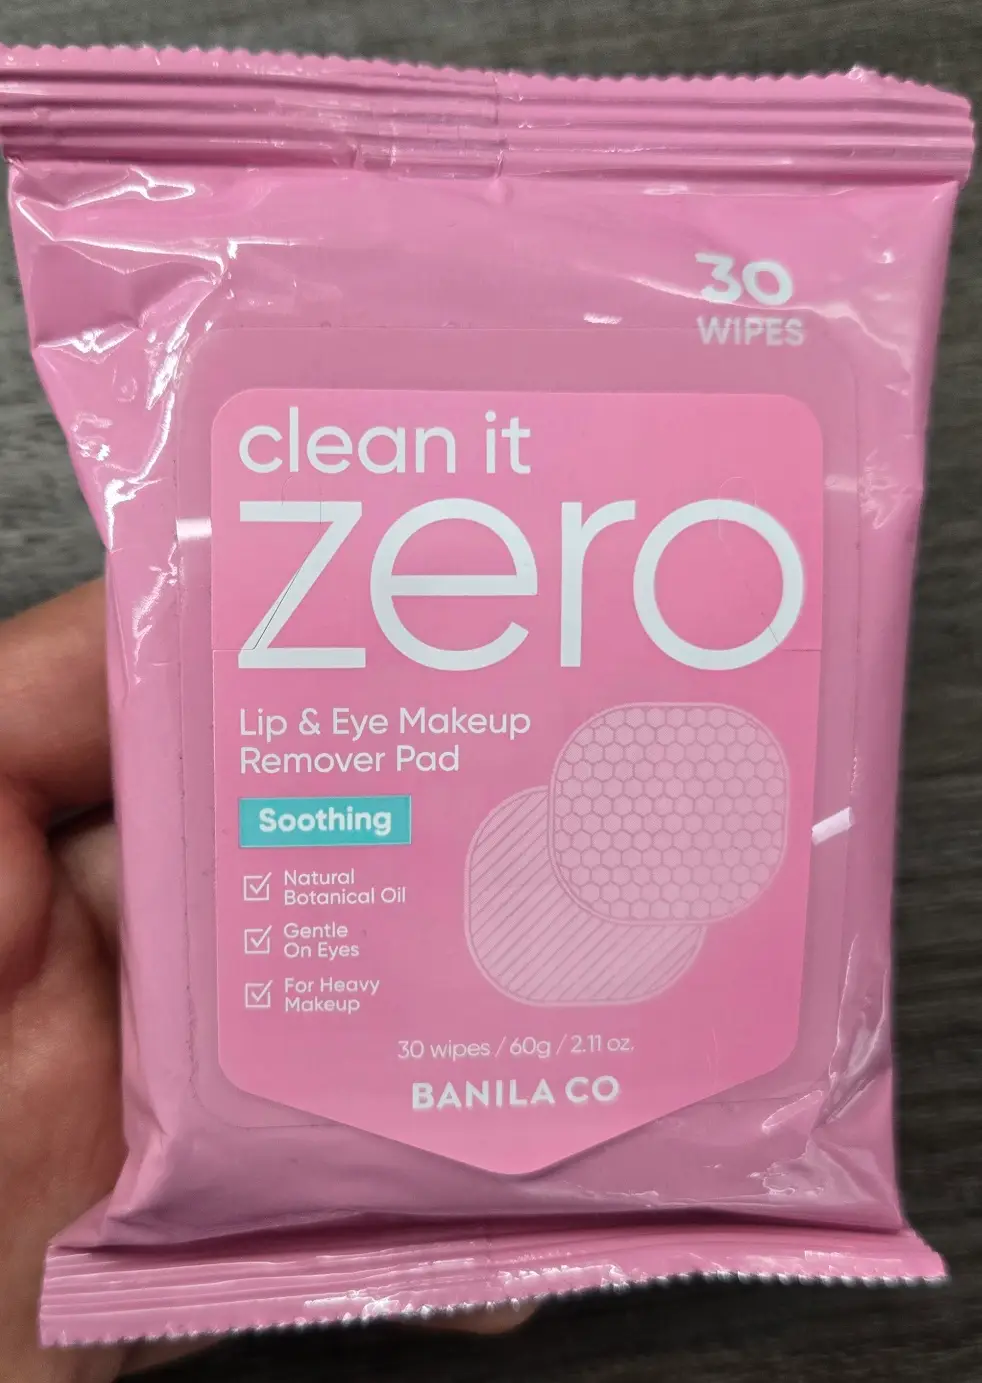 30
WIPES
clean it
zero
Lip & Eye Makeup
Remover Pad
Soothing
Natural
Botanical Oil
Gentle
On Eyes
For Heavy
Makeup
30 wipes / 60g / 2.11 oz.
BANILA CO